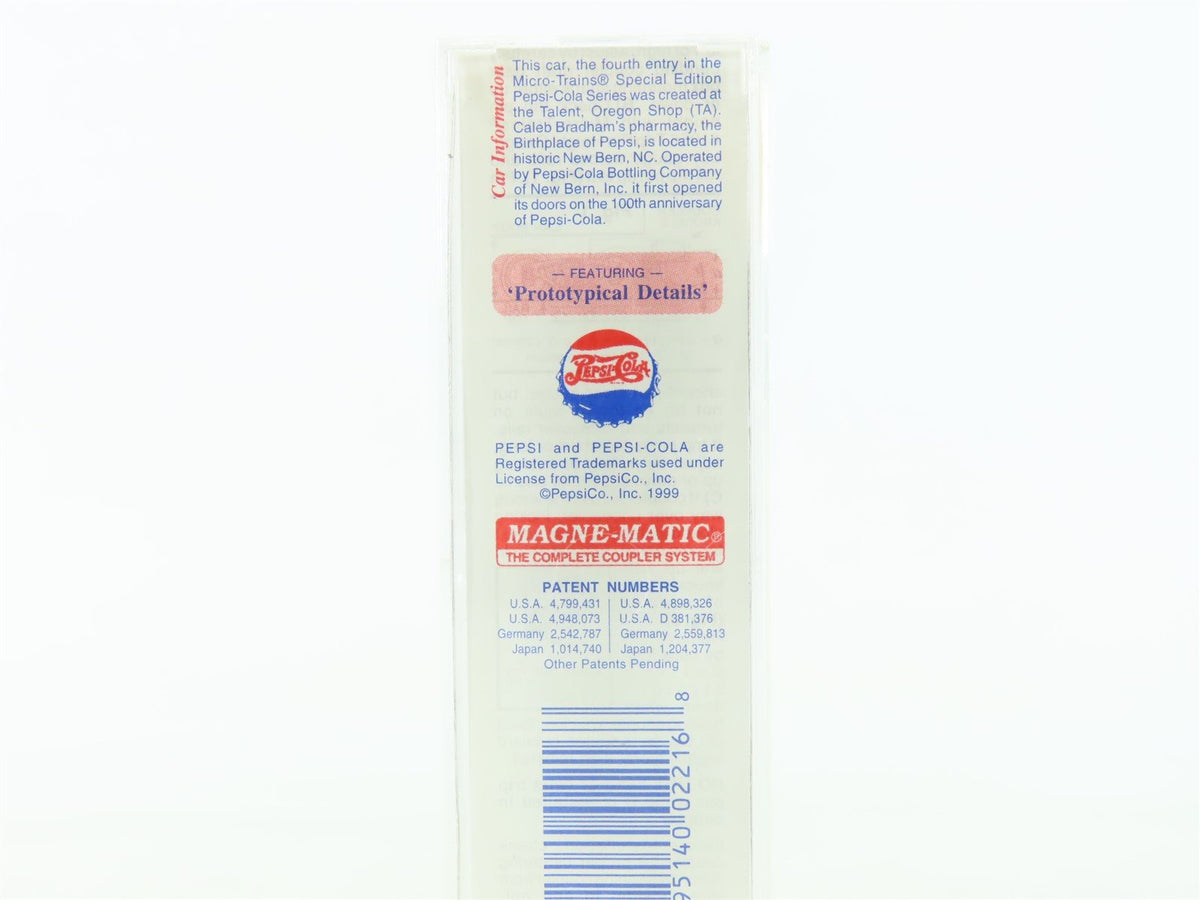 Car Information
This car, the fourth entry in the
Micro-Trains® Special Edition
Pepsi-Cola Series was created at
the Talent, Oregon Shop (TA).
Caleb Bradham's pharmacy, the
Birthplace of Pepsi, is located in
historic New Bern, NC. Operated
by Pepsi-Cola Bottling Company
of New Bern, Inc. it first opened
its doors on the 100th anniversary
of Pepsi-Cola.
— FEATURING —
‘Prototypical Details’
PEPSI-COLA
PEPSI and PEPSI-COLA are
Registered Trademarks used under
License from PepsiCo., Inc.
©PepsiCo., Inc. 1999
MAGNE-MATIC®
THE COMPLETE COUPLER SYSTEM
PATENT NUMBERS
U.S.A. 4,799,431 U.S.A. 4,898,326
U.S.A. 4,948,073 U.S.A. D 381,376
Germany 2,542,787 Germany 2,559,813
Japan 1,014,740 Japan 1,204,377
Other Patents Pending
95140 02216 8